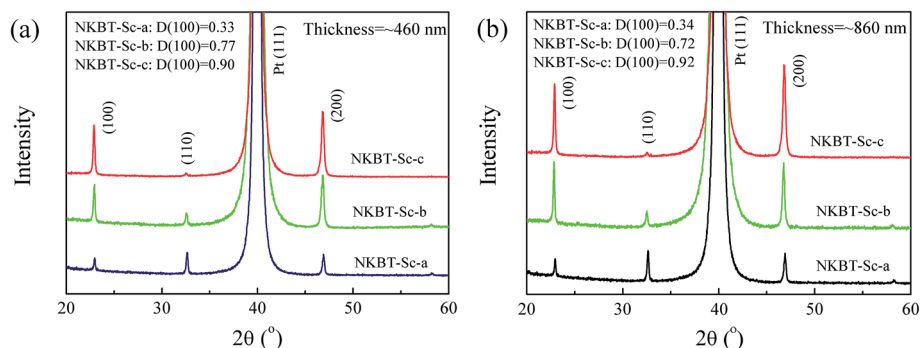 (a)
NKBT-Sc-a: D(100)=0.33
NKBT-Sc-b: D(100)=0.77
NKBT-Sc-c: D(100)=0.90
Thickness=~460 nm
Pt (111)
(100)
(110)
(200)
NKBT-Sc-c
NKBT-Sc-b
NKBT-Sc-a
Intensity
20 30 40 50 60
2θ (°)
(b)
NKBT-Sc-a: D(100)=0.34
NKBT-Sc-b: D(100)=0.72
NKBT-Sc-c: D(100)=0.92
Thickness=~860 nm
Pt (111)
(100)
(110)
(200)
NKBT-Sc-c
NKBT-Sc-b
NKBT-Sc-a
Intensity
20 30 40 50 60
2θ (°)